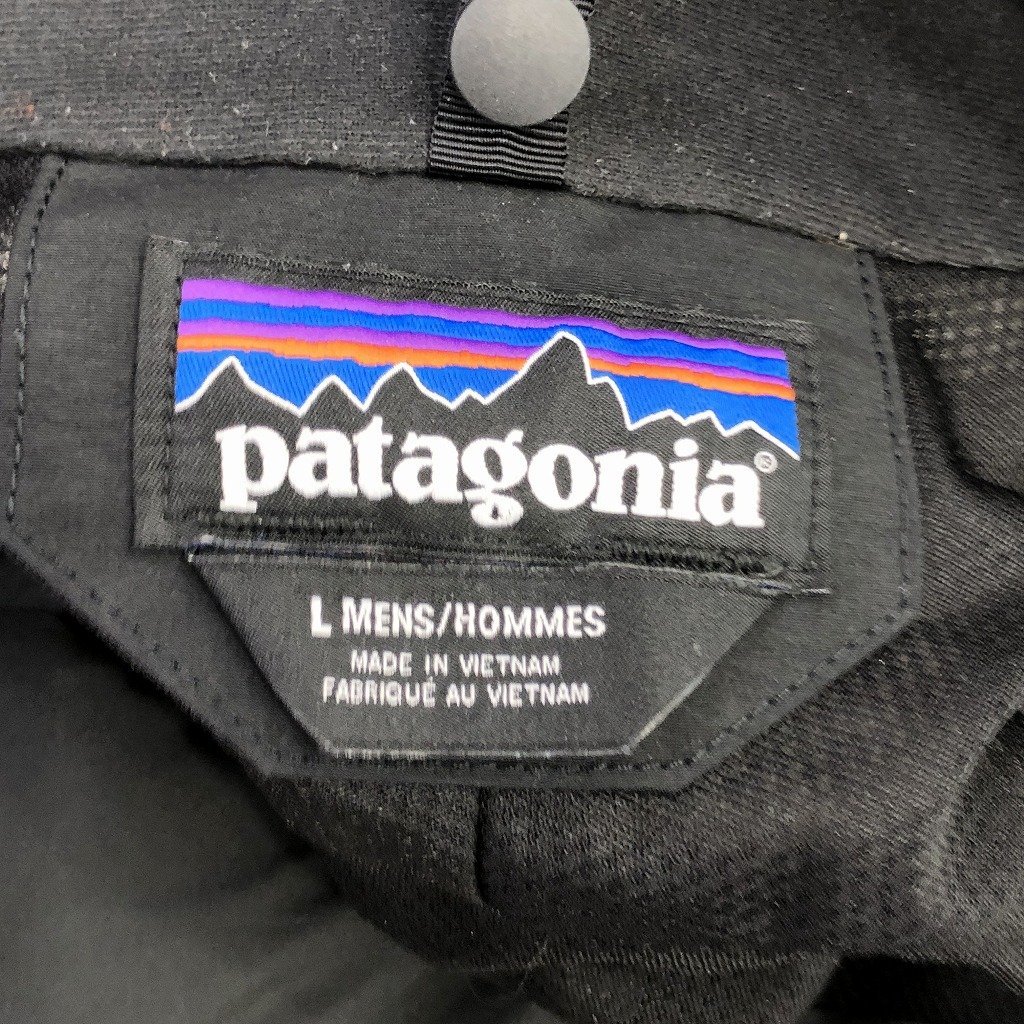 patagonia®
L MENS/HOMMES
MADE IN VIETNAM
FABRIQUÉ AU VIETNAM